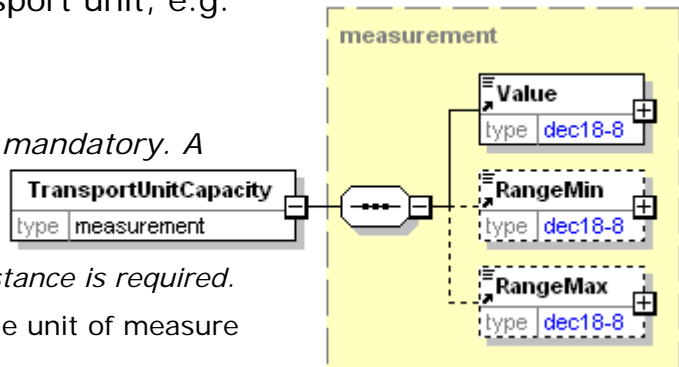 sport unit, e.g.
measurement
Value
type dec18-8
mandatory. A
TransportUnitCapacity
type measurement
RangeMin
type dec18-8
stance is required.
RangeMax
type dec18-8
e unit of measure